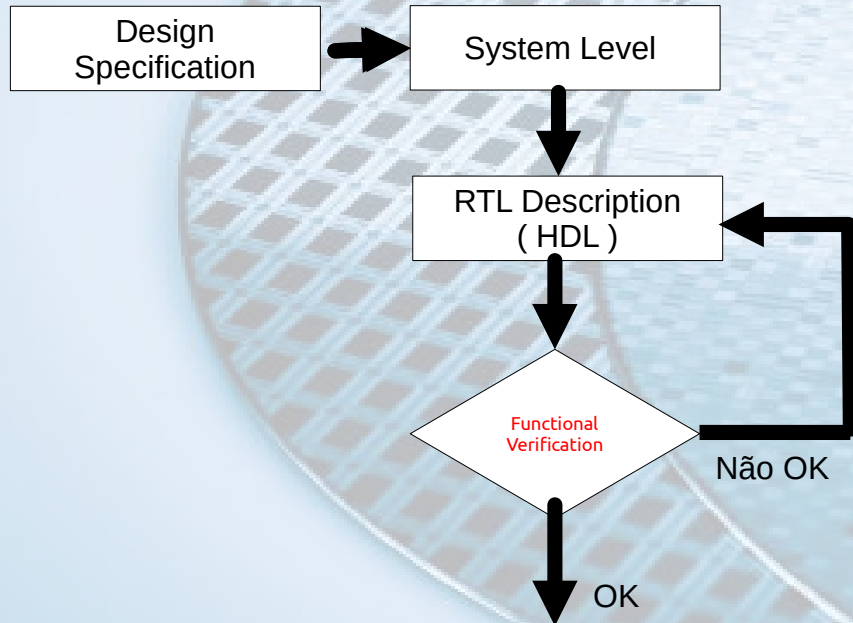 Design
Specification
System Level
RTL Description
( HDL )
Functional
Verification
Não OK
OK